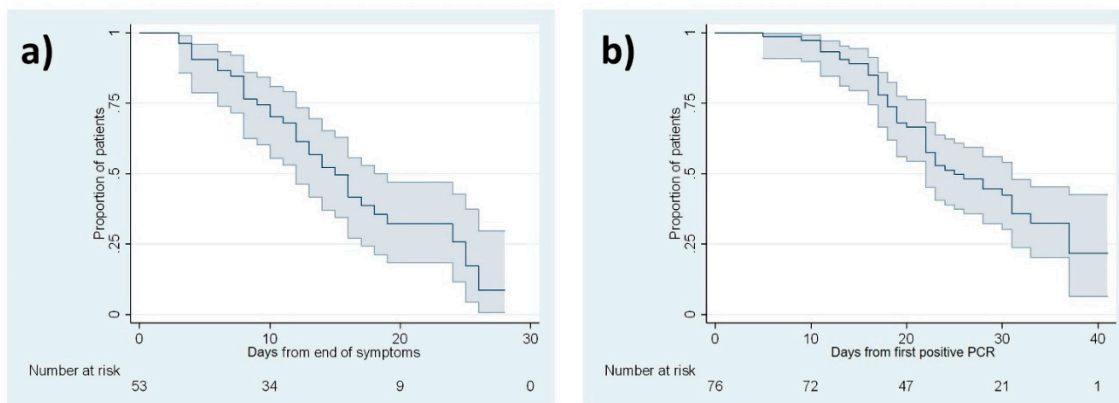 a)
Proportion of patients
1
.75
.5
.25
0
0 10 20 30
Days from end of symptoms
Number at risk
53 34 9 0
b)
Proportion of patients
1
.75
.5
.25
0
0 10 20 30 40
Days from first positive PCR
Number at risk
76 72 47 21 1